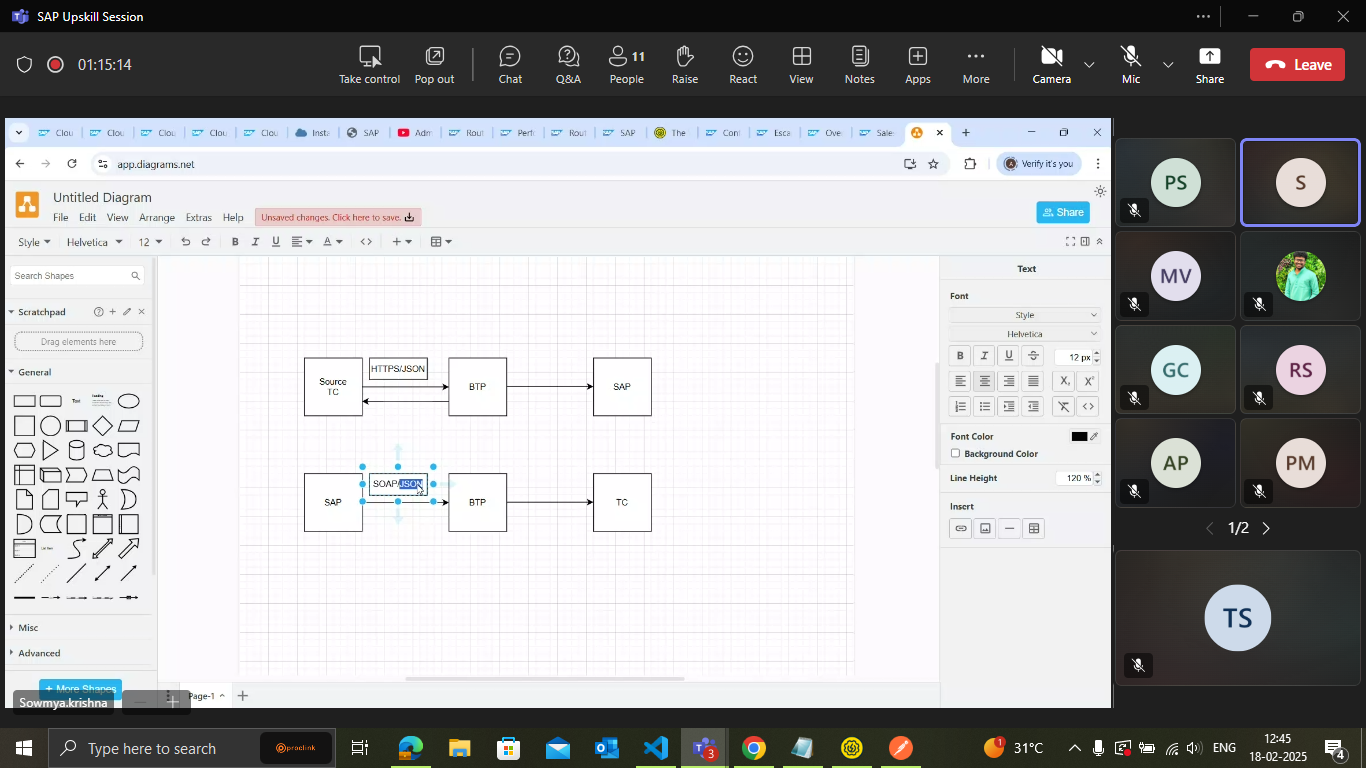 SAP Upskill Session
01:15:14
Take control
Pop out
Chat
Q&A
11
People
Raise
React
View
Notes
Apps
More
Camera
Mic
Share
Leave
Clou
Clou
Clou
Clou
Clou
Insta
SAP
Adm
Rout
Perf
Rout
SAP
The
Con
Esca
Ove
Sale
app.diagrams.net
Verify it's you
Untitled Diagram
File Edit View Arrange Extras Help
Unsaved changes. Click here to save.
Share
Style
Helvetica
12
Search Shapes
Scratchpad
Drag elements here
General
Text
Heading
Misc
Advanced
+ More Shapes
Sowmya.krishna
Page-1
Source
TC
HTTPS/JSON
BTP
SAP
SAP
SOAP/JSON
BTP
TC
Text
Font
Style
Helvetica
12 px
Font Color
Background Color
Line Height
120 %
Insert
PS
S
MV
GC
RS
AP
PM
1/2
TS
Type here to search
proclink
3
1
31°C
ENG
12:45
18-02-2025
4